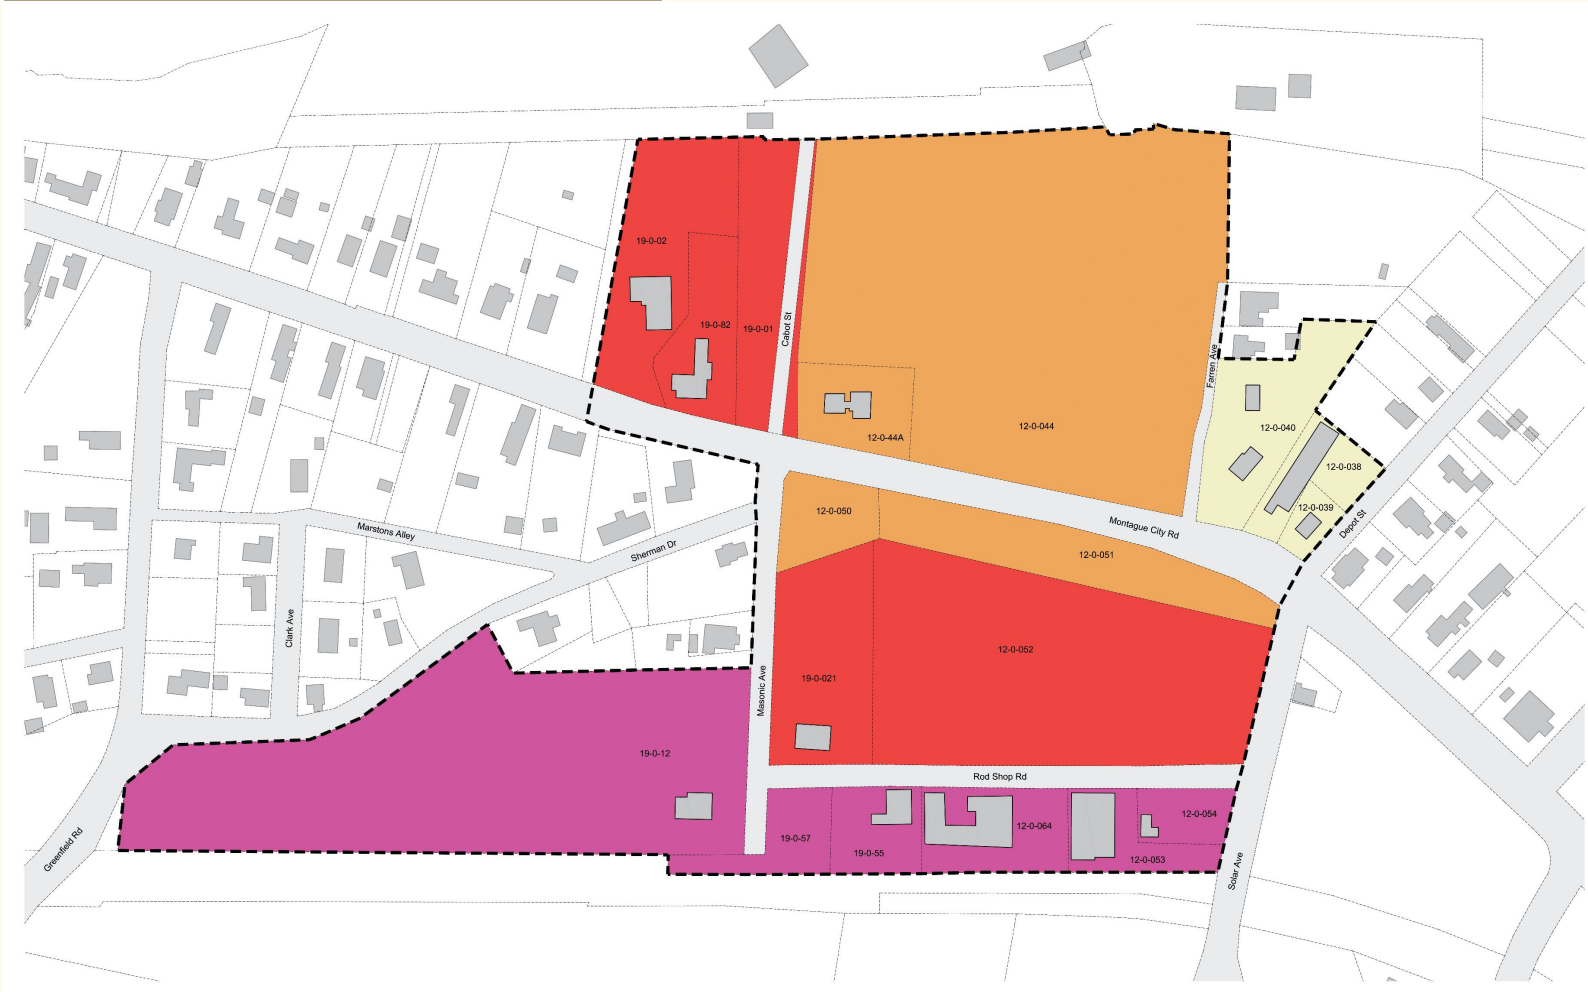 19-0-02
19-0-82
19-0-01
Cabot St
12-0-44A
12-0-044
Farren Ave
12-0-040
12-0-038
12-0-039
Depot St
Montague City Rd
12-0-050
12-0-051
Marstons Alley
Sherman Dr
Clark Ave
12-0-052
19-0-021
Masonic Ave
19-0-12
Rod Shop Rd
19-0-57
19-0-55
12-0-064
12-0-054
12-0-053
Greenfield Rd
Solar Ave